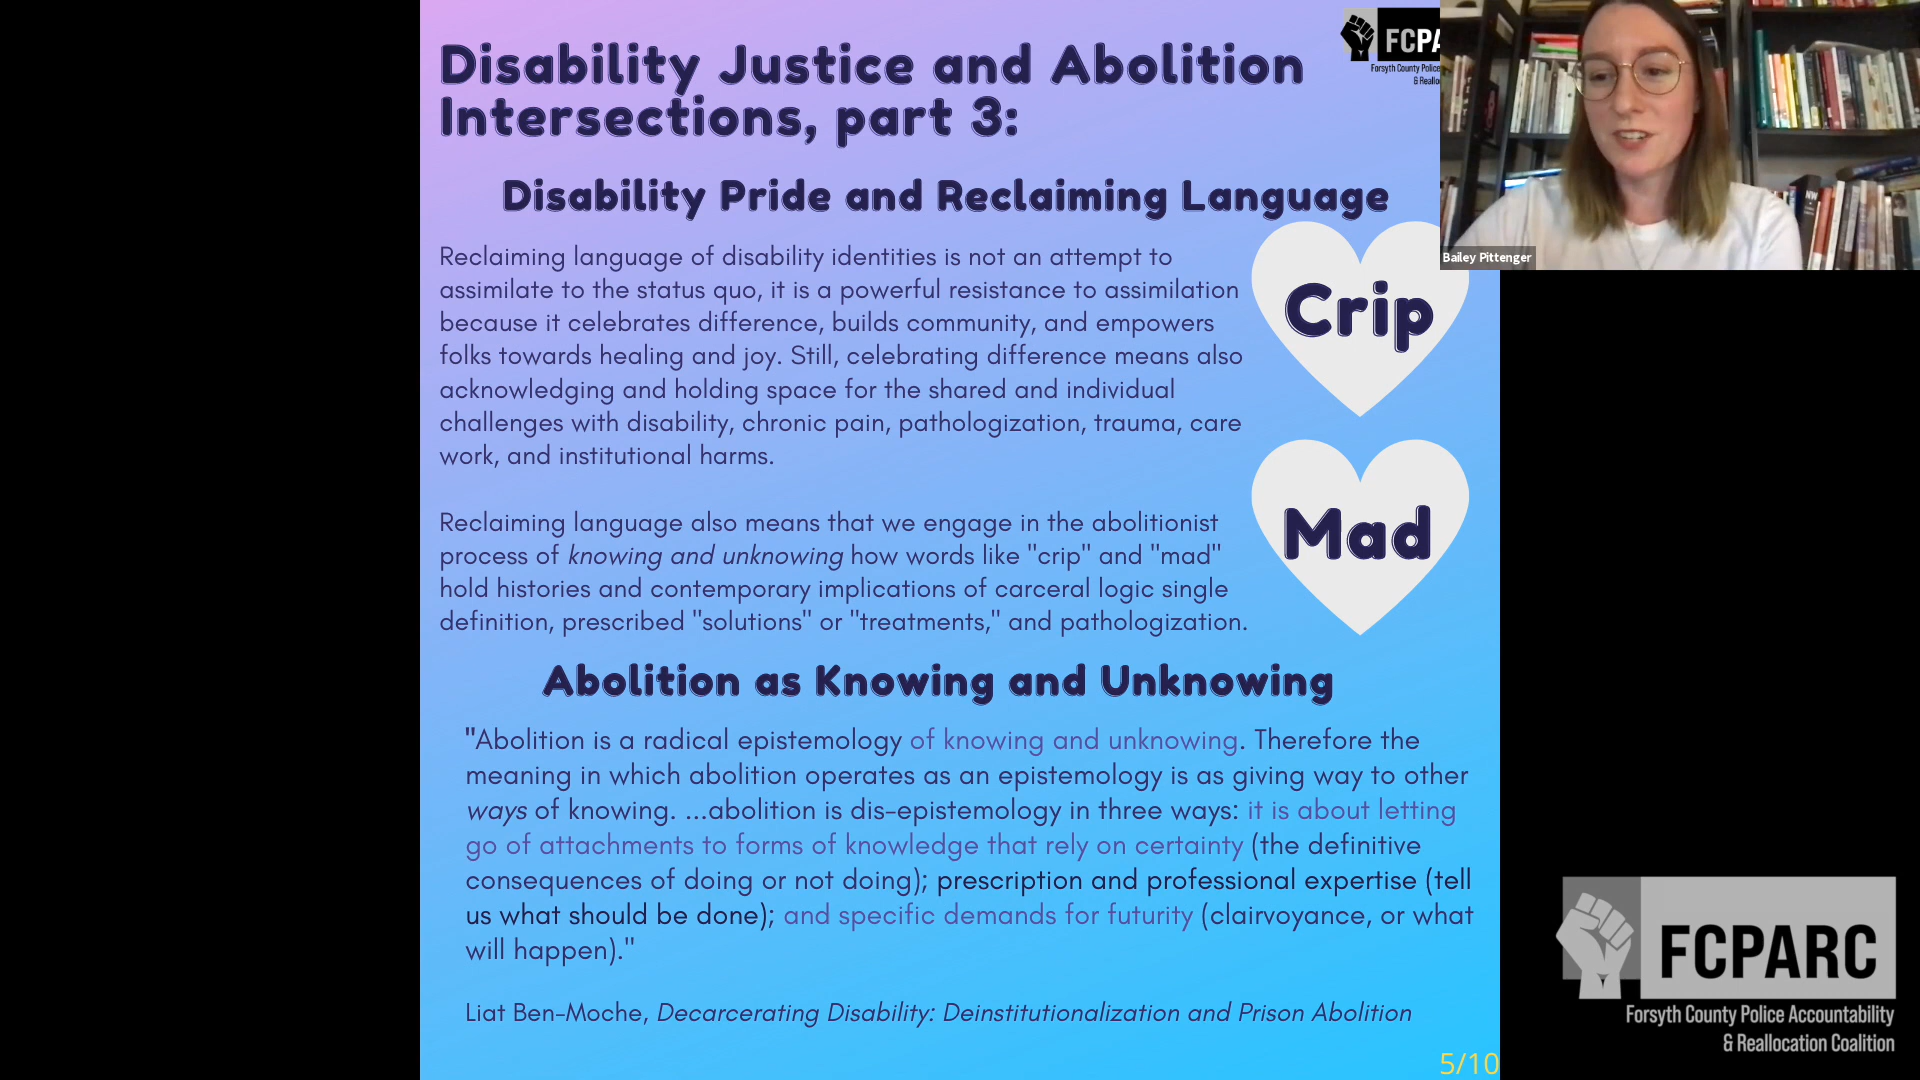 Disability Justice and Abolition
Intersections, part 3:
FCPA
Forsyth County Police
& Reallo
Bailey Pittenger
Disability Pride and Reclaiming Language
Reclaiming language of disability identities is not an attempt to
assimilate to the status quo, it is a powerful resistance to assimilation
because it celebrates difference, builds community, and empowers
folks towards healing and joy. Still, celebrating difference means also
acknowledging and holding space for the shared and individual
challenges with disability, chronic pain, pathologization, trauma, care
work, and institutional harms.
Crip
Reclaiming language also means that we engage in the abolitionist
process of knowing and unknowing how words like "crip" and "mad"
hold histories and contemporary implications of carceral logic single
definition, prescribed "solutions" or "treatments," and pathologization.
Mad
Abolition as Knowing and Unknowing
"Abolition is a radical epistemology of knowing and unknowing. Therefore the
meaning in which abolition operates as an epistemology is as giving way to other
ways of knowing. ...abolition is dis-epistemology in three ways: it is about letting
go of attachments to forms of knowledge that rely on certainty (the definitive
consequences of doing or not doing); prescription and professional expertise (tell
us what should be done); and specific demands for futurity (clairvoyance, or what
will happen)."
Liat Ben-Moche, Decarcerating Disability: Deinstitutionalization and Prison Abolition
5/10
FCPARC
Forsyth County Police Accountability
& Reallocation Coalition